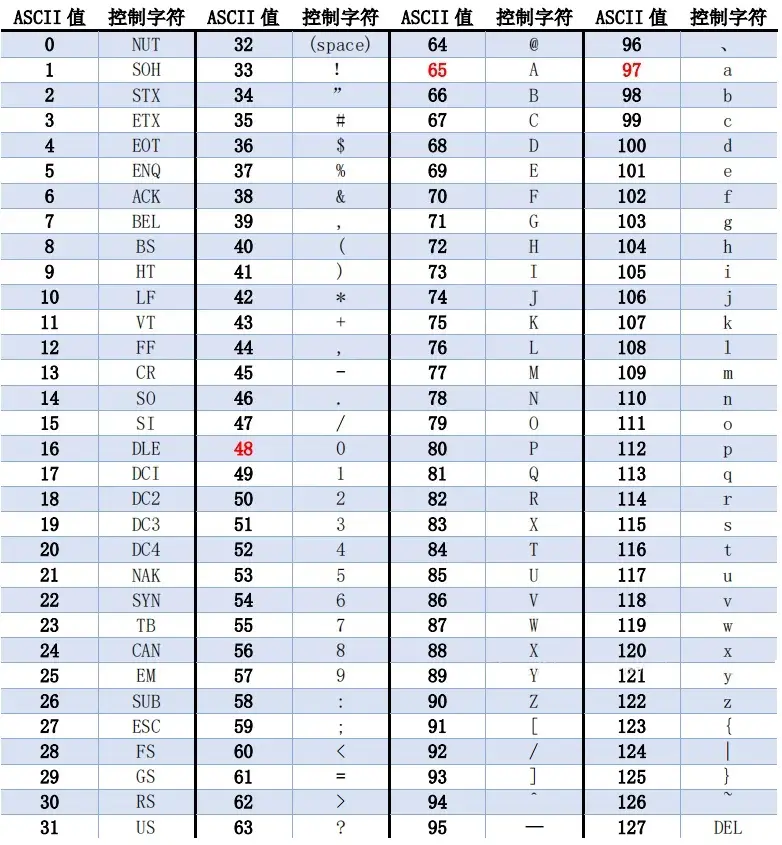 ASCII 值 控制字符 ASCII 值 控制字符 ASCII 值 控制字符 ASCII 值 控制字符
0 NUT 32 (space) 64 @ 96 、
1 SOH 33 ! 65 A 97 a
2 STX 34 ” 66 B 98 b
3 ETX 35 # 67 C 99 c
4 EOT 36 $ 68 D 100 d
5 ENQ 37 % 69 E 101 e
6 ACK 38 & 70 F 102 f
7 BEL 39 , 71 G 103 g
8 BS 40 ( 72 H 104 h
9 HT 41 ) 73 I 105 i
10 LF 42 * 74 J 106 j
11 VT 43 + 75 K 107 k
12 FF 44 , 76 L 108 l
13 CR 45 - 77 M 109 m
14 SO 46 . 78 N 110 n
15 SI 47 / 79 O 111 o
16 DLE 48 0 80 P 112 p
17 DCI 49 1 81 Q 113 q
18 DC2 50 2 82 R 114 r
19 DC3 51 3 83 X 115 s
20 DC4 52 4 84 T 116 t
21 NAK 53 5 85 U 117 u
22 SYN 54 6 86 V 118 v
23 TB 55 7 87 W 119 w
24 CAN 56 8 88 X 120 x
25 EM 57 9 89 Y 121 y
26 SUB 58 : 90 Z 122 z
27 ESC 59 ; 91 [ 123 {
28 FS 60 < 92 / 124 |
29 GS 61 = 93 ] 125 }
30 RS 62 > 94 ^ 126 ~
31 US 63 ? 95 — 127 DEL